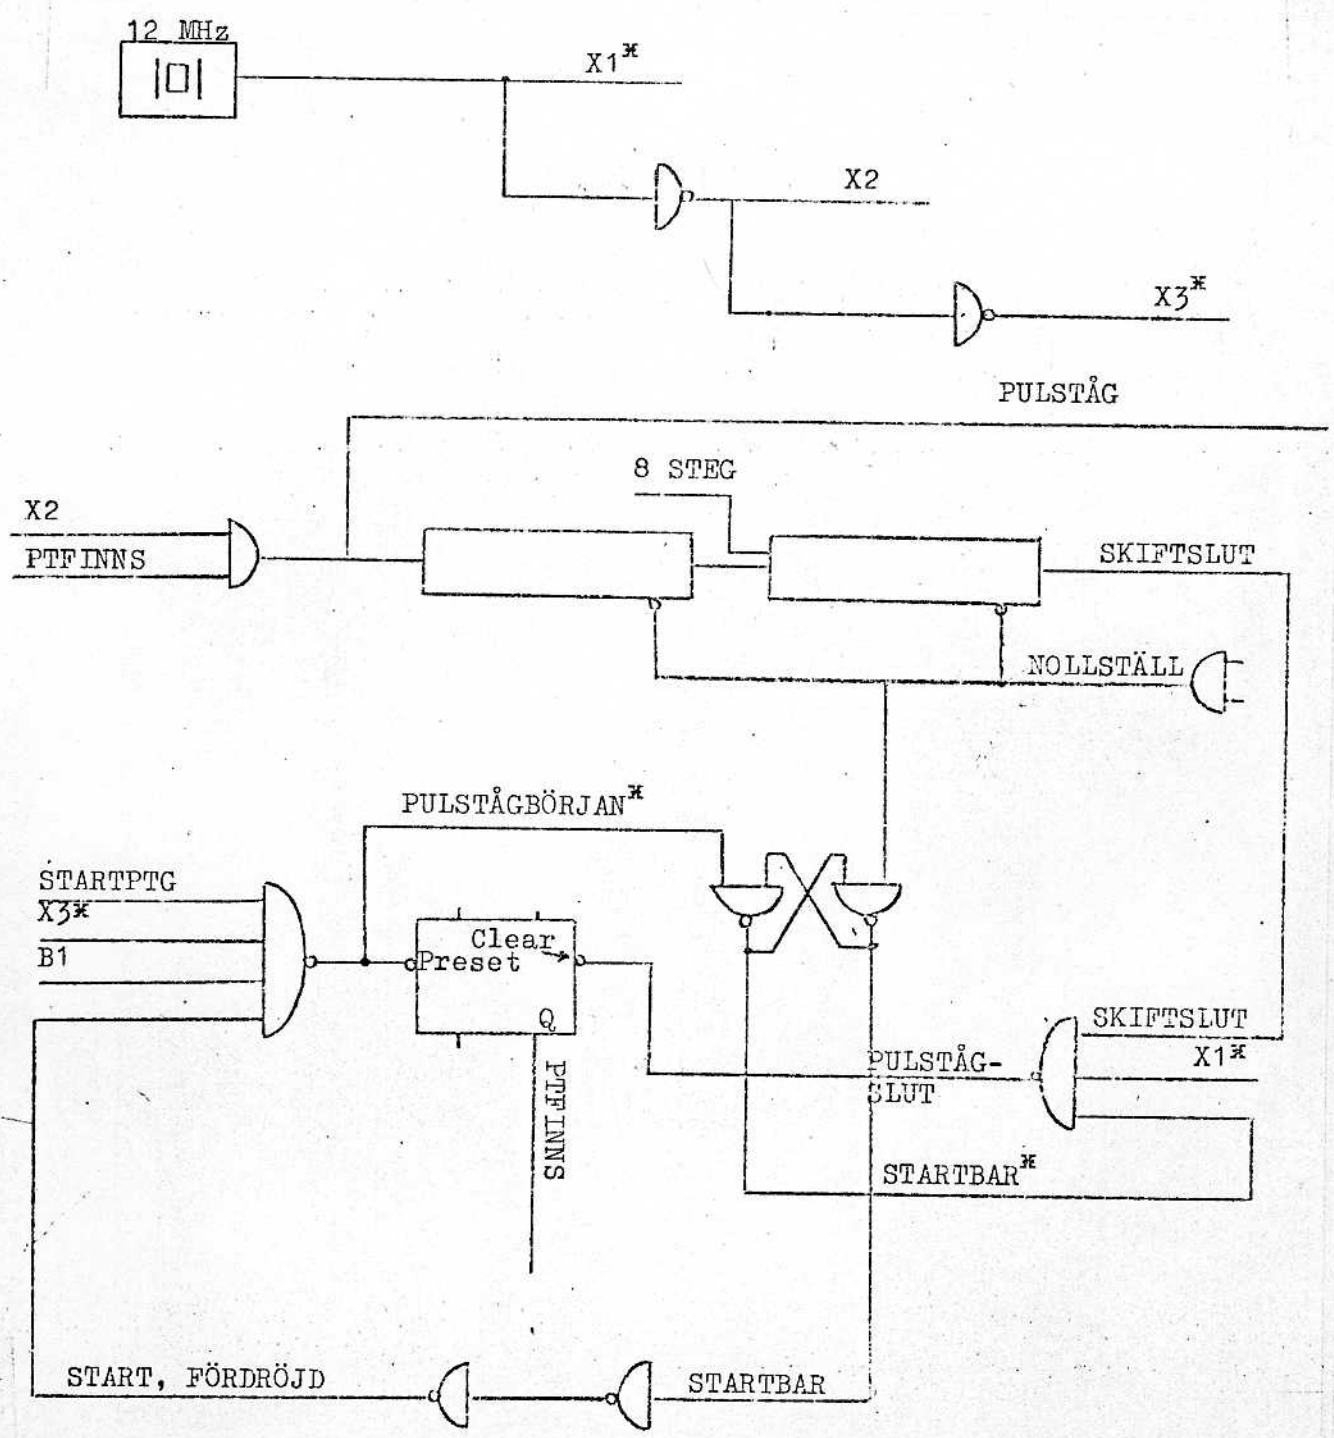 12 MHz
X1*
X2
X3*
PULSTÅG
8 STEG
X2
PTFINNS
SKIFTSLUT
NOLLSTÄLL
PULSTÅGBÖRJAN*
STARTPTG
X3*
B1
Clear
Preset
Q
PTFINNS
SKIFTSLUT
X1*
PULSTÅG-
SLUT
STARTBAR*
START, FÖRDRÖJD
STARTBAR